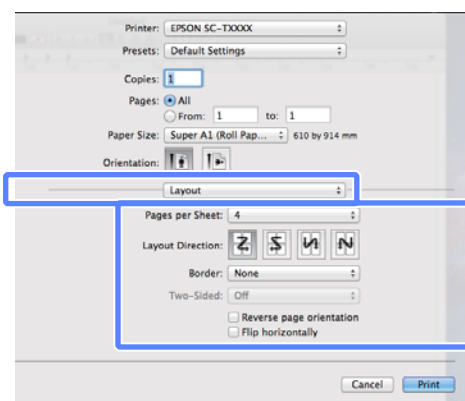 Printer: EPSON SC-TXXXX
Presets: Default Settings
Copies: 1
Pages: All
From: 1 to: 1
Paper Size: Super A1 (Roll Pap... 610 by 914 mm
Orientation:
Layout
Pages per Sheet: 4
Layout Direction:
Border: None
Two-Sided: Off
Reverse page orientation
Flip horizontally
Cancel Print